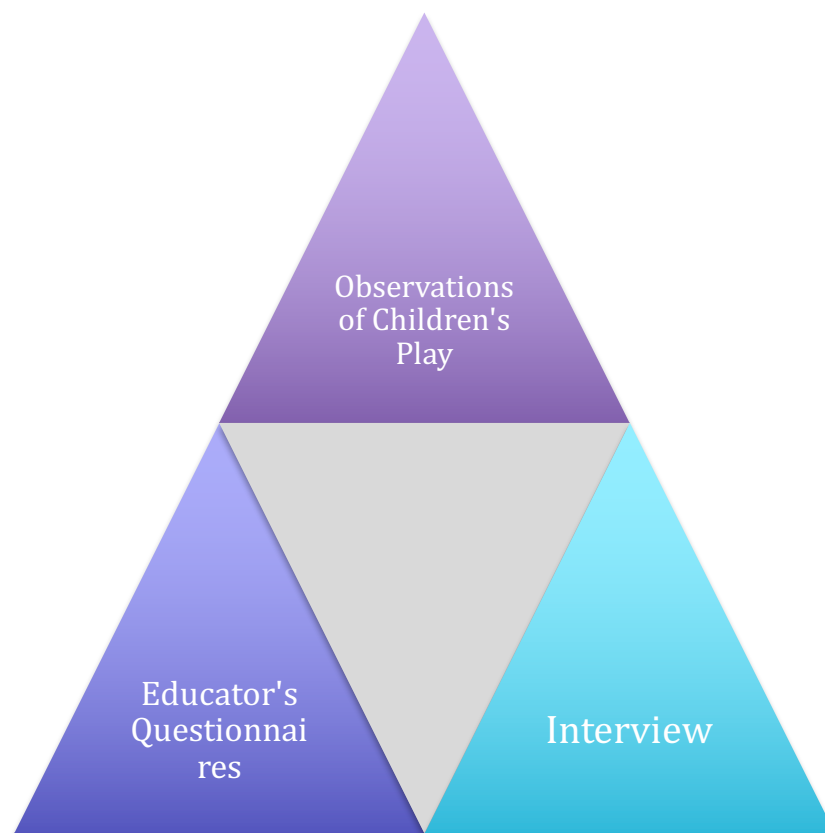 Observations
of Children's
Play
Educator's
Questionnai
res
Interview